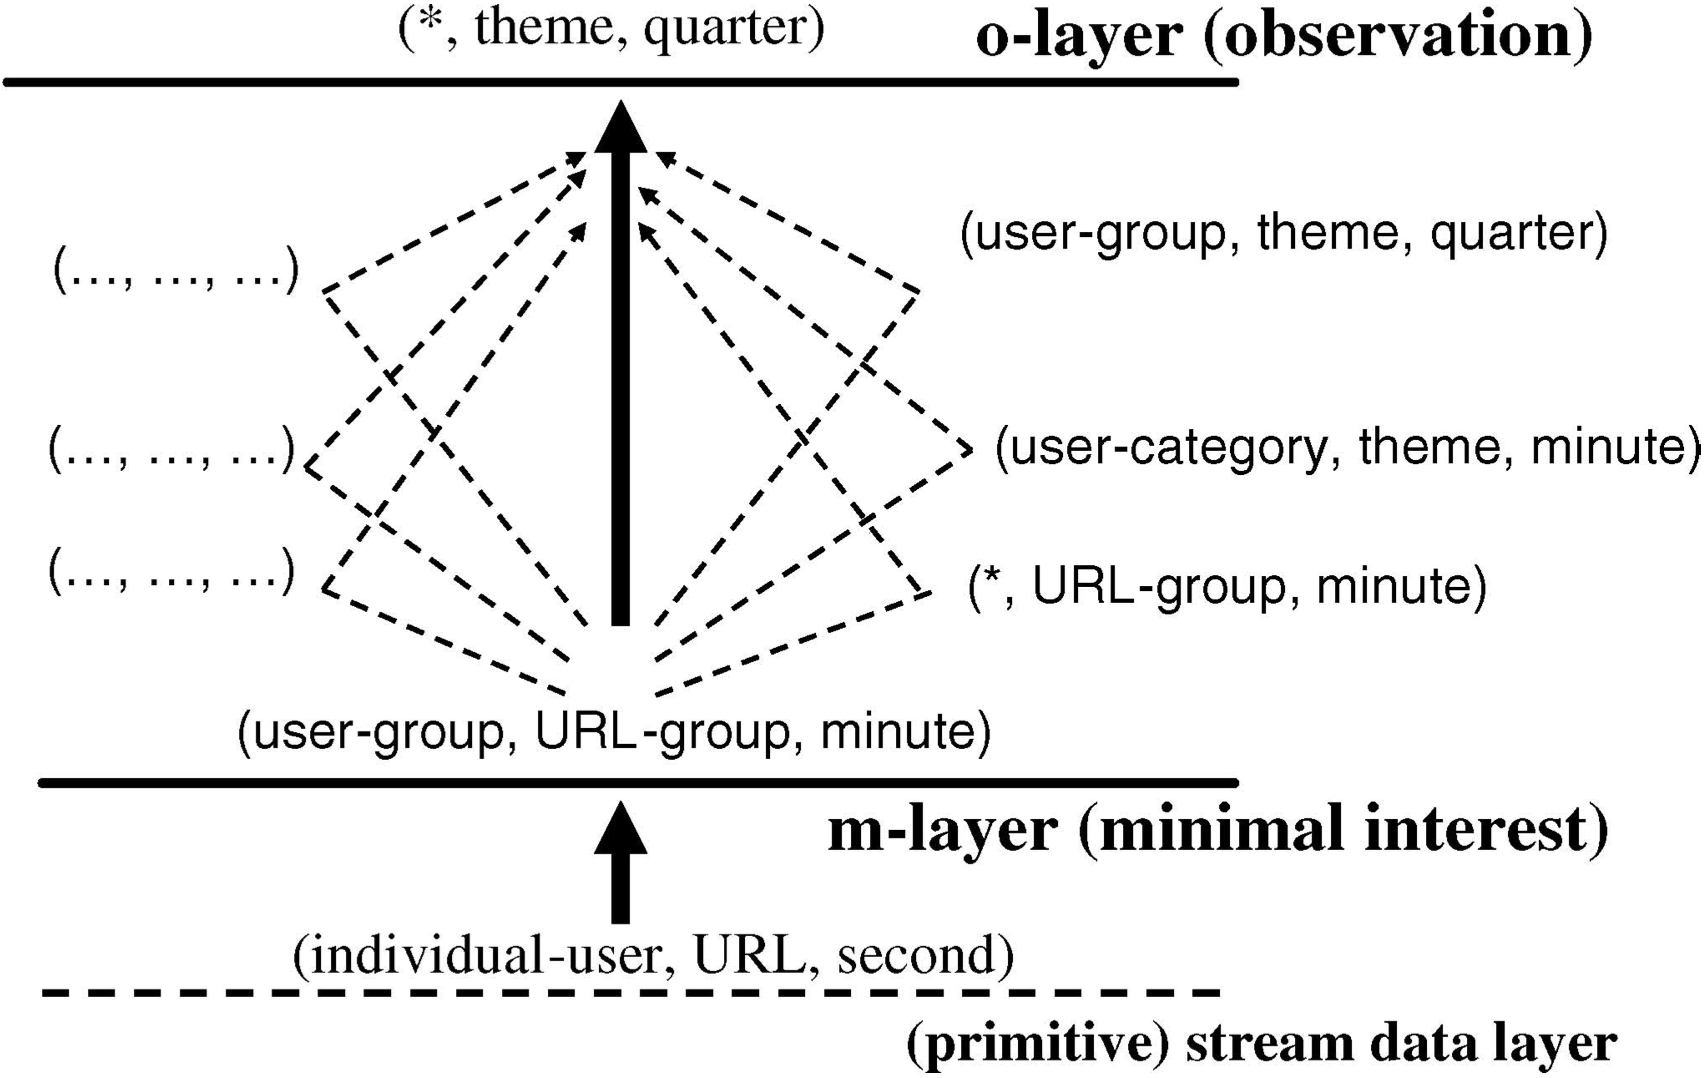 (*, theme, quarter)
o-layer (observation)
(user-group, theme, quarter)
(…, …, …)
(…, …, …)
(user-category, theme, minute)
(…, …, …)
(*, URL-group, minute)
(user-group, URL-group, minute)
m-layer (minimal interest)
(individual-user, URL, second)
(primitive) stream data layer